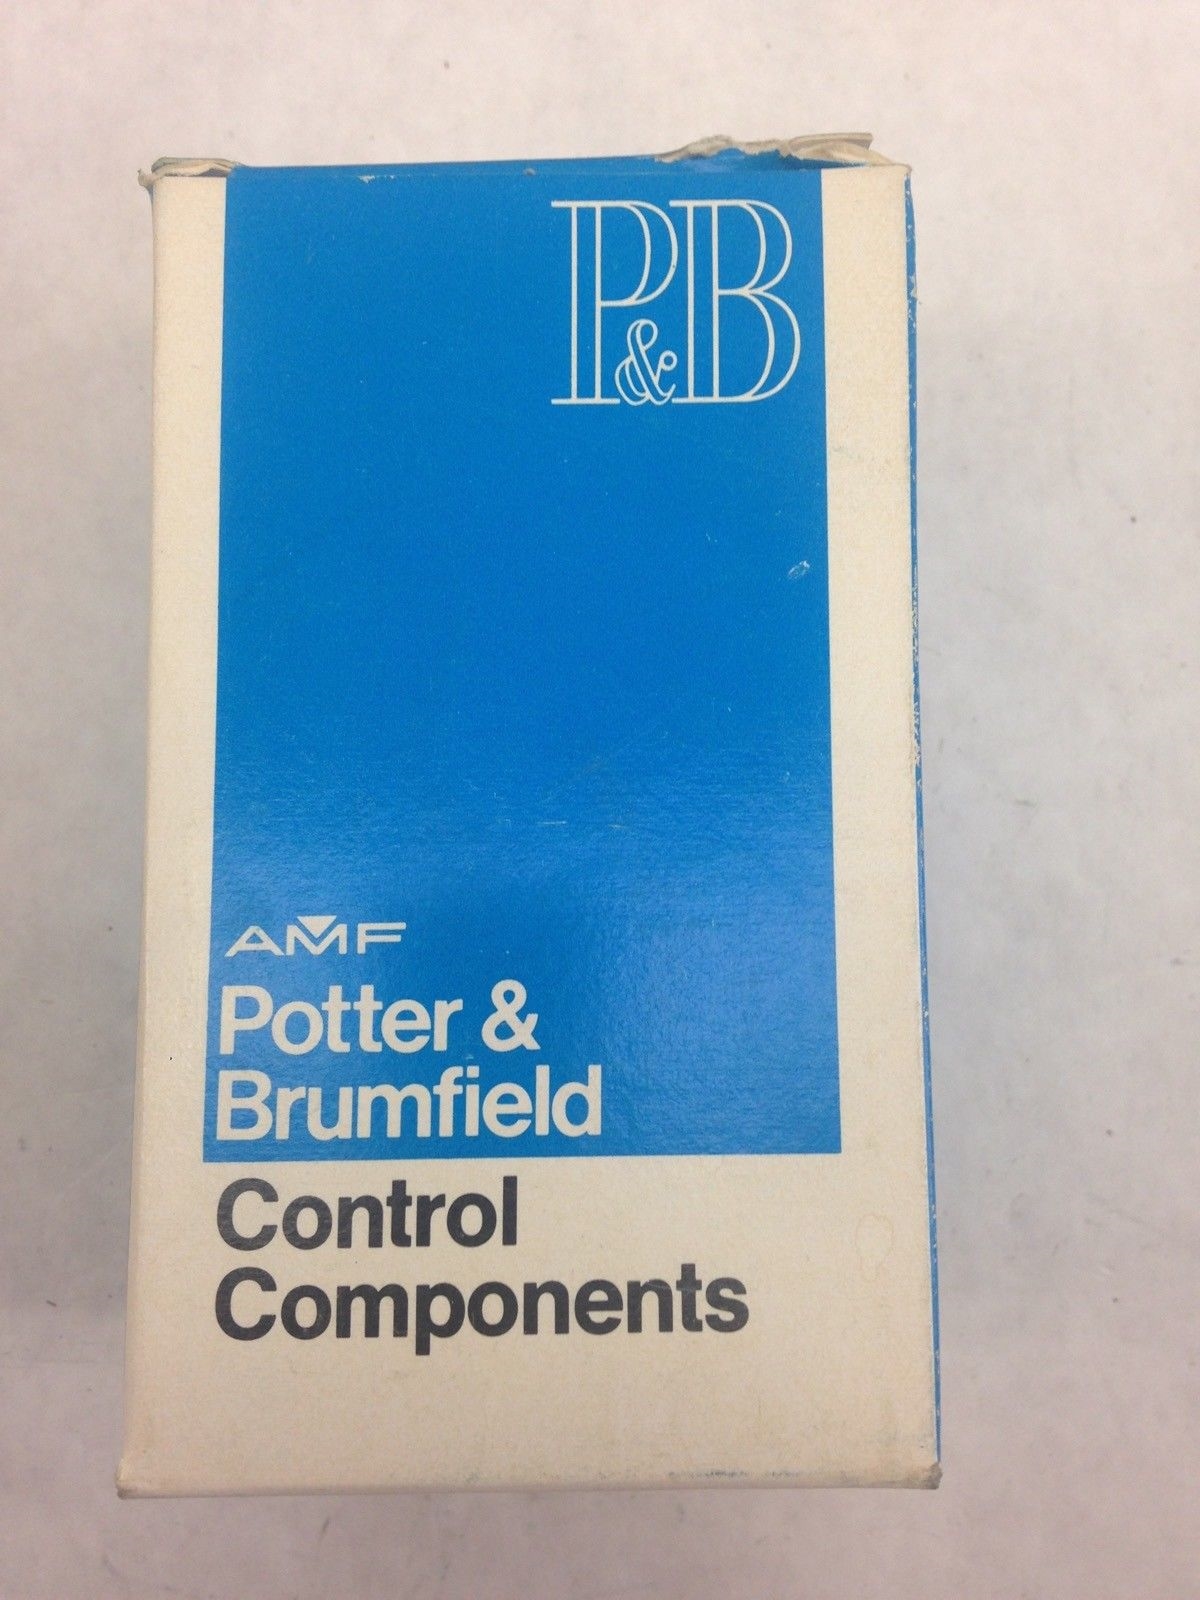 P&B
AMF
Potter &
Brumfield
Control
Components